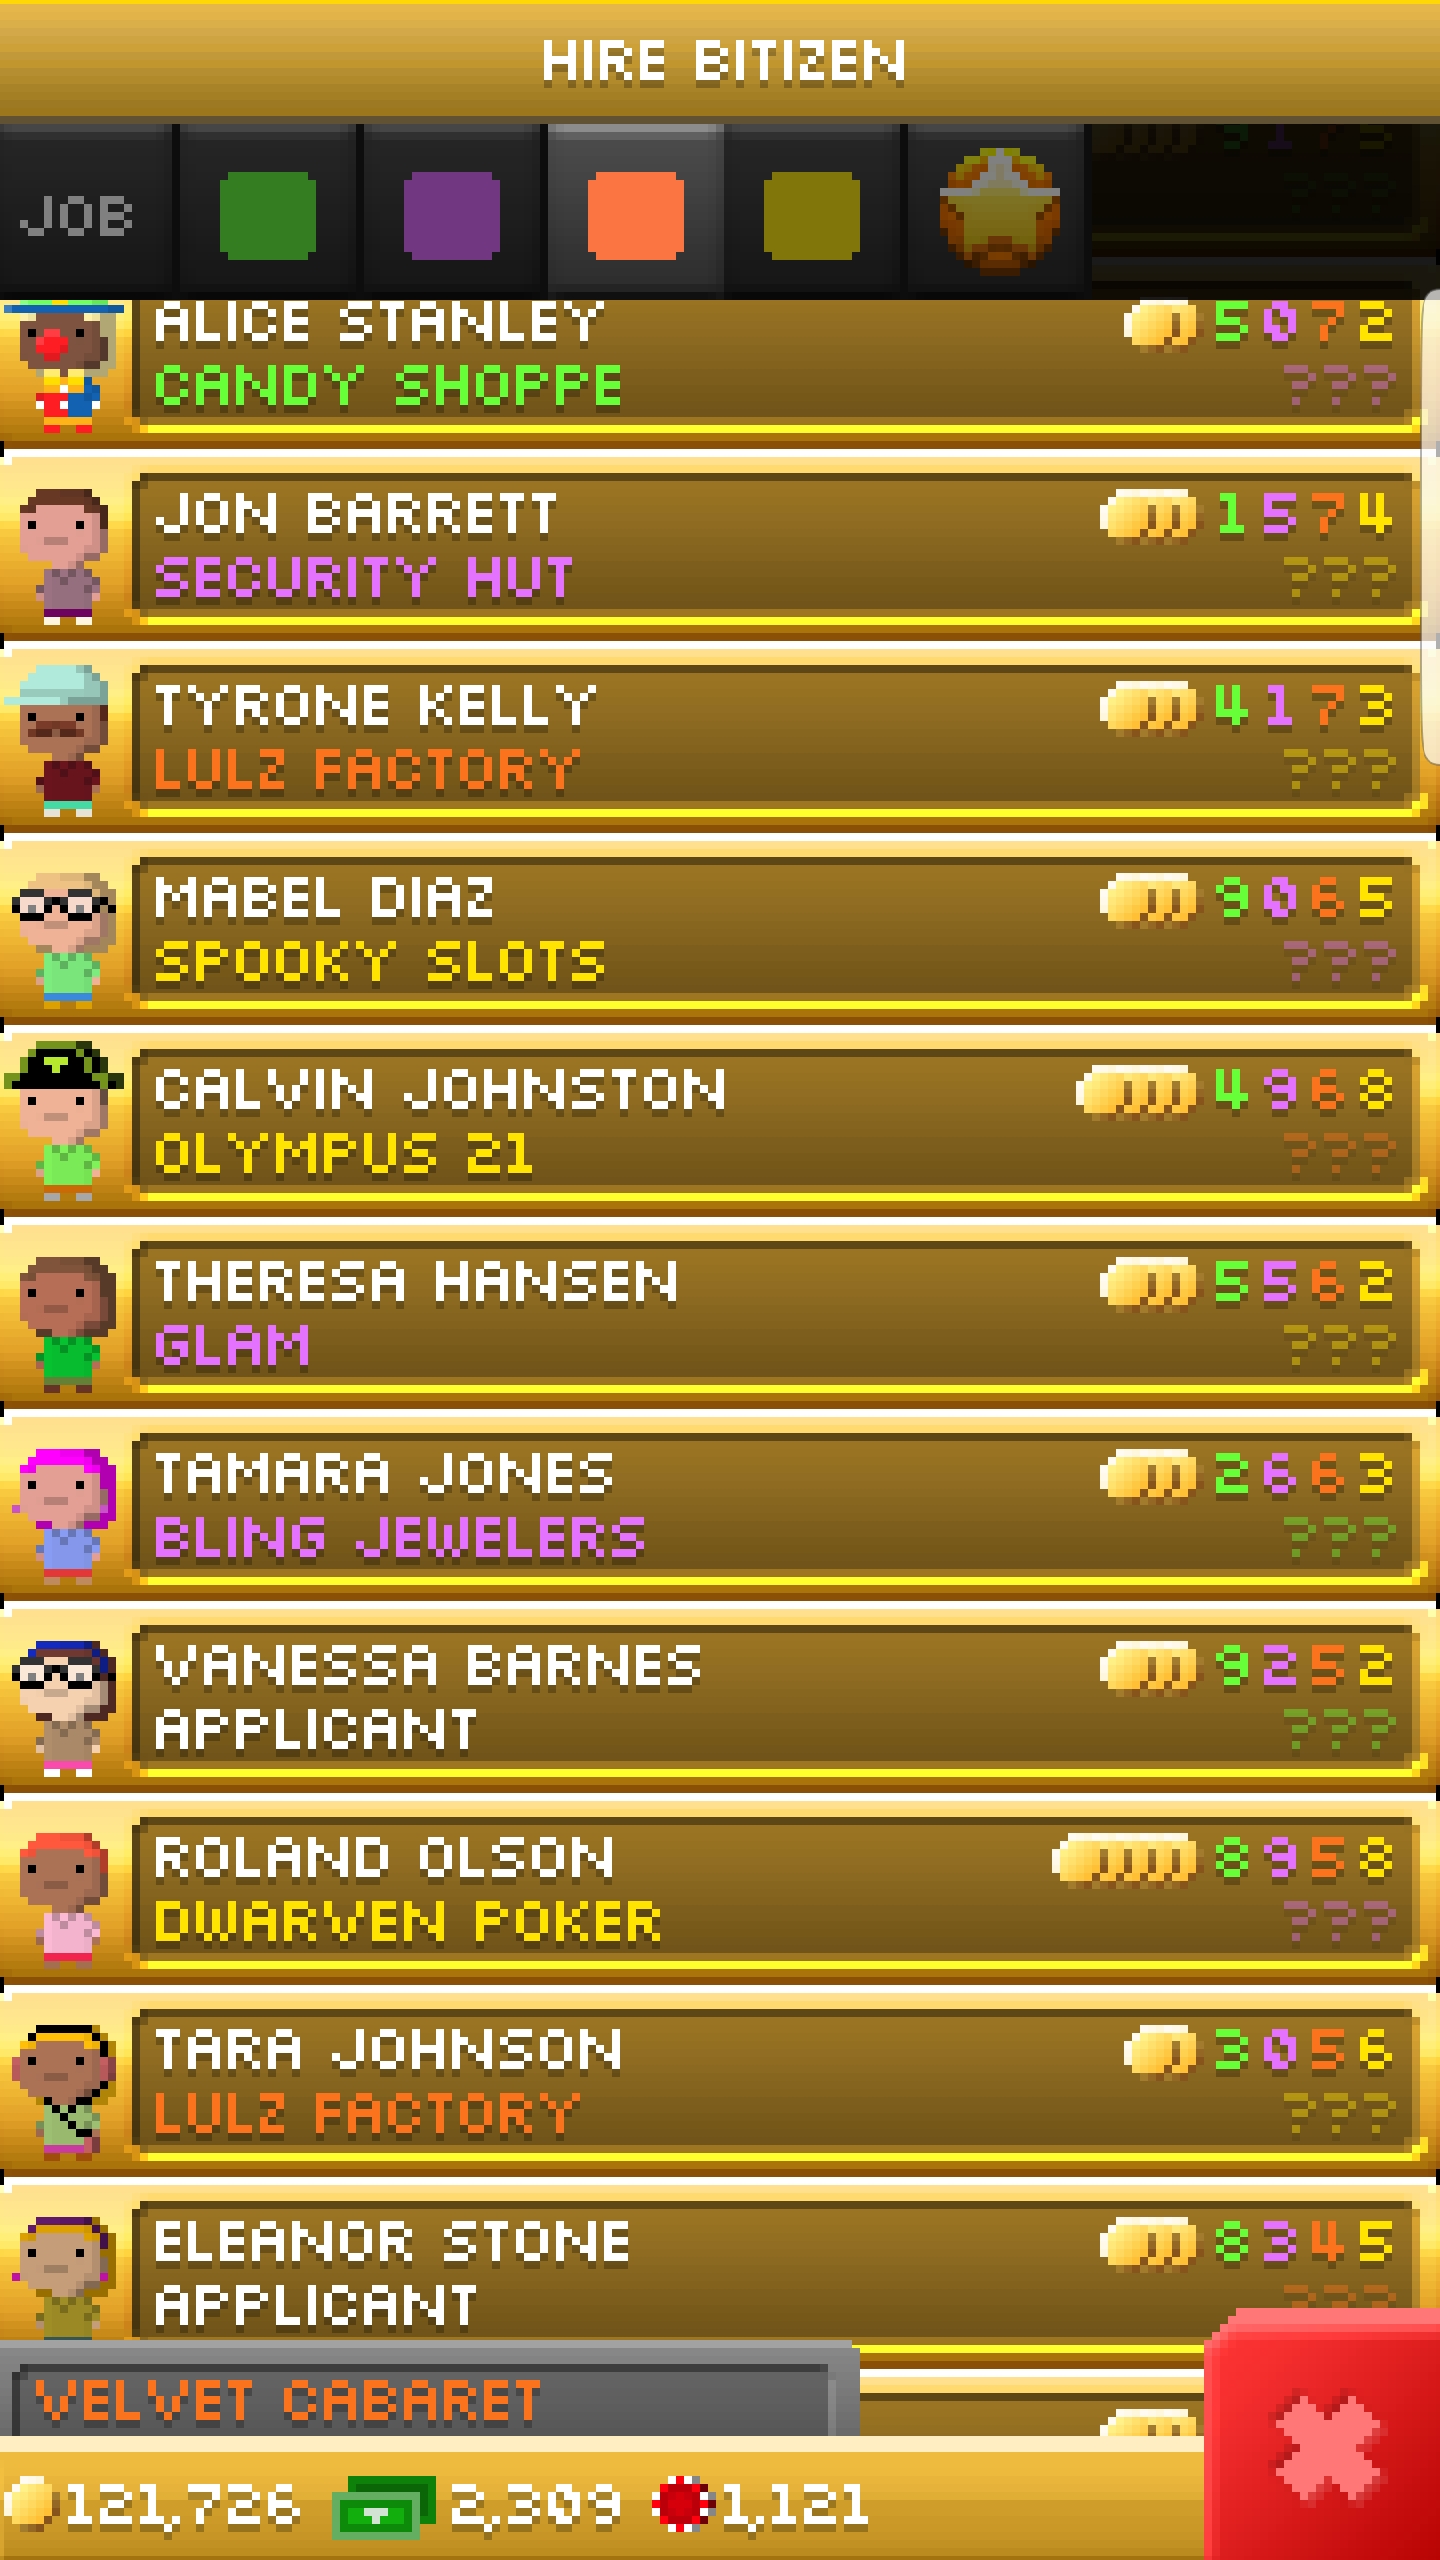 HIRE BITIZEN
JOB
ALICE STANLEY 5072
CANDY SHOPPE ???
JON BARRETT 1574
SECURITY HUT ???
TYRONE KELLY 4173
LULZ FACTORY ???
MABEL DIAZ 9065
SPOOKY SLOTS ???
CALVIN JOHNSTON 4968
OLYMPUS 21 ???
THERESA HANSEN 5562
GLAM ???
TAMARA JONES 2663
BLING JEWELERS ???
VANESSA BARNES 9252
APPLICANT ???
ROLAND OLSON 8958
DWARVEN POKER ???
TARA JOHNSON 3056
LULZ FACTORY ???
ELEANOR STONE 8345
APPLICANT ???
VELVET CABARET
121,726 2,309 1,121